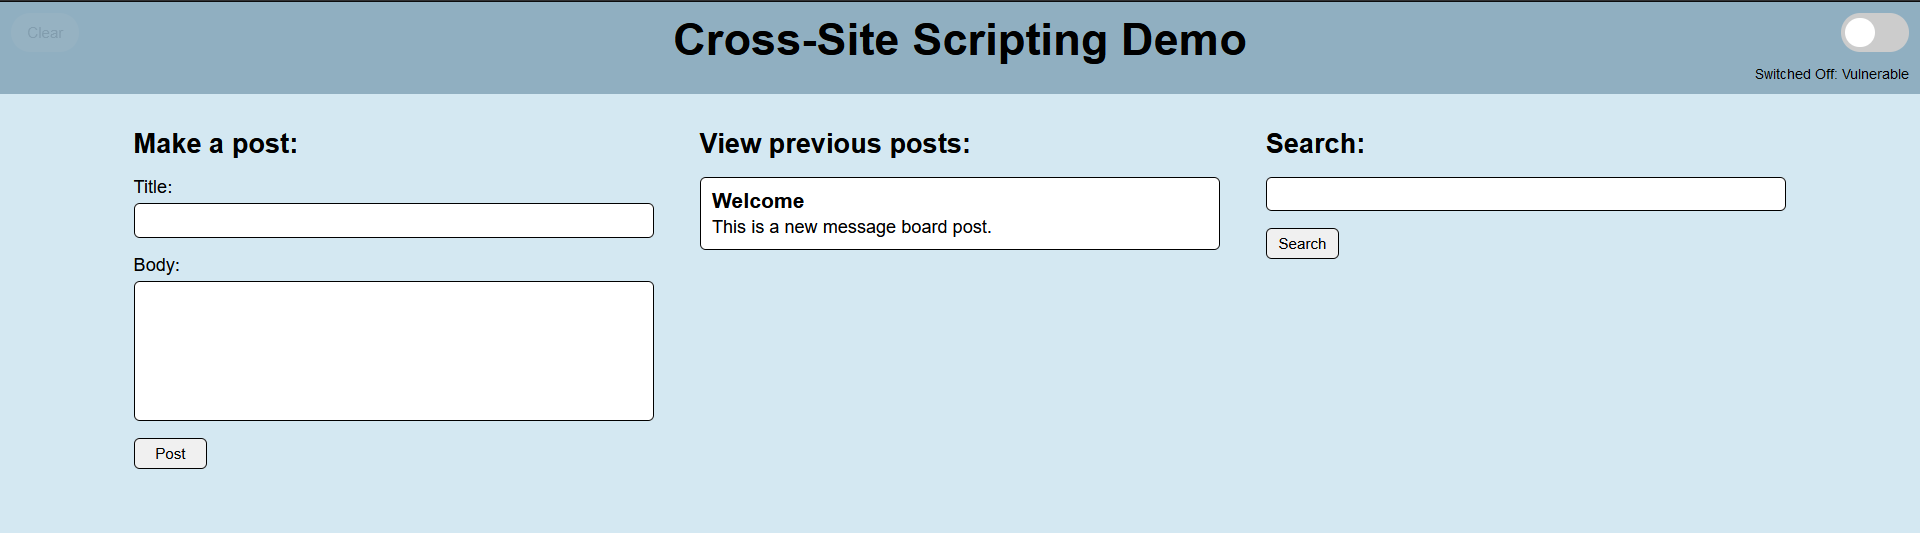 Clear
Cross-Site Scripting Demo
Switched Off: Vulnerable
Make a post:
Title:
Body:
Post
View previous posts:
Welcome
This is a new message board post.
Search:
Search